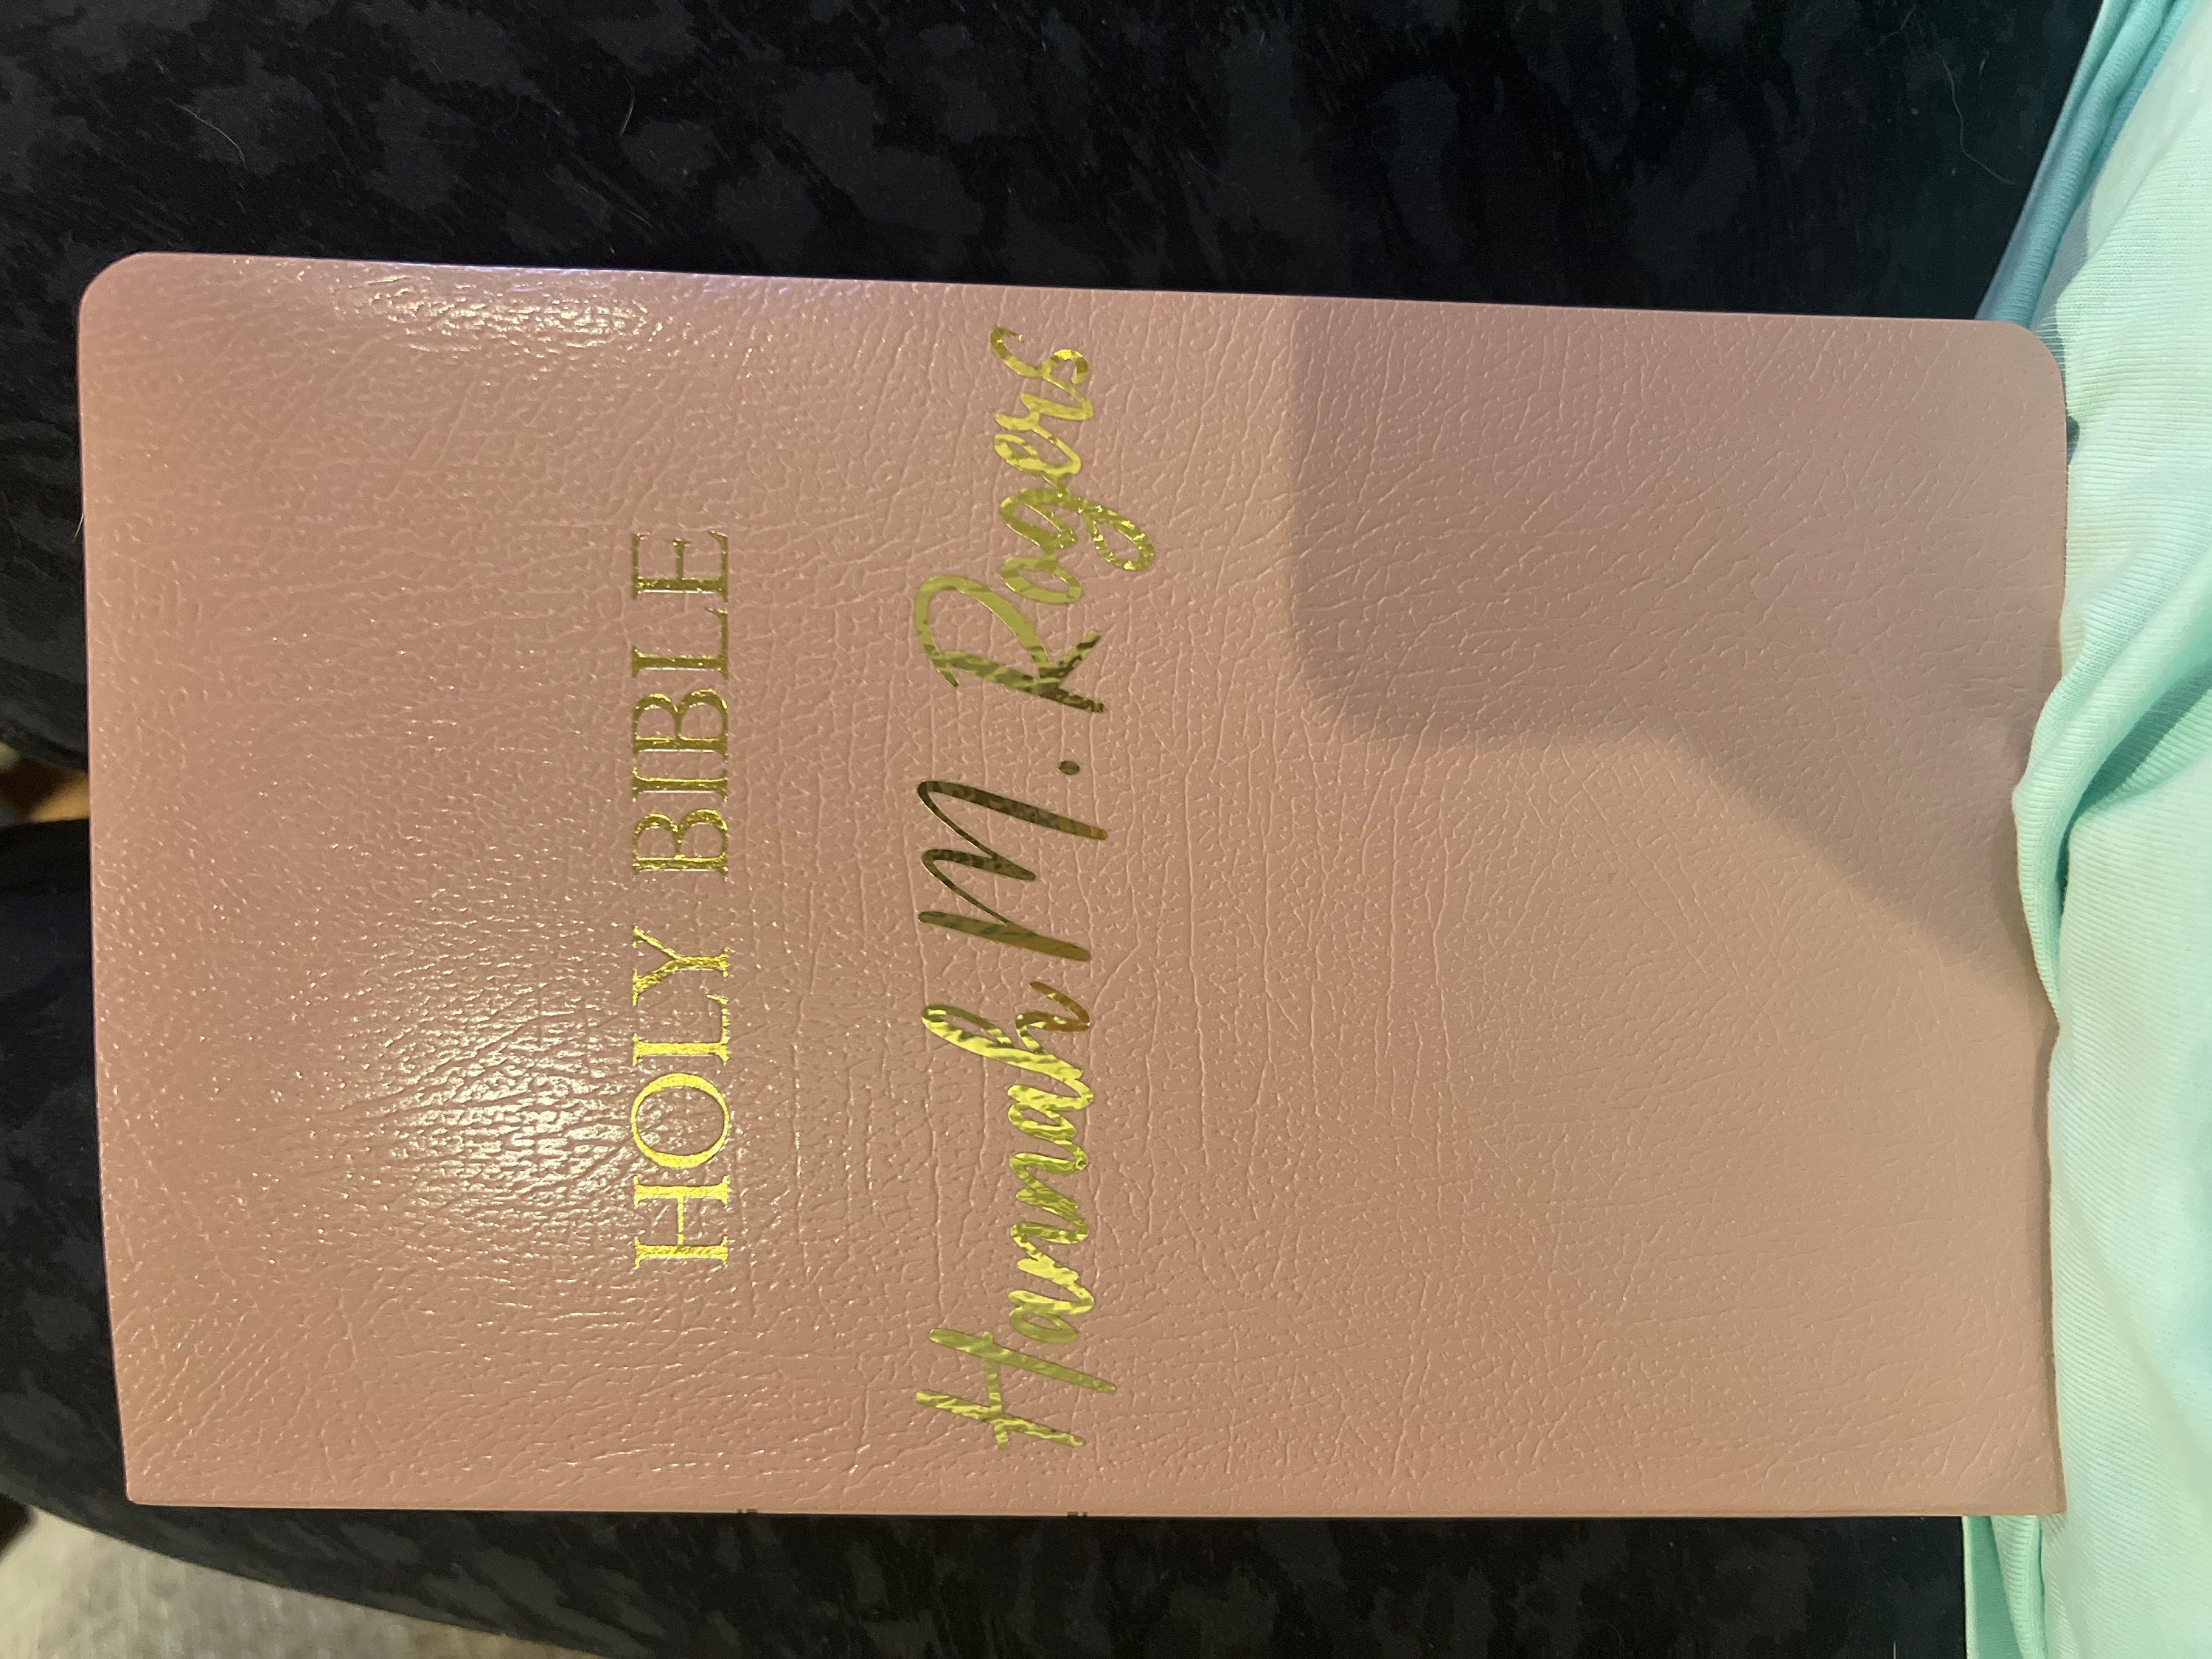 HOLY BIBLE
Hannah M. Rogers